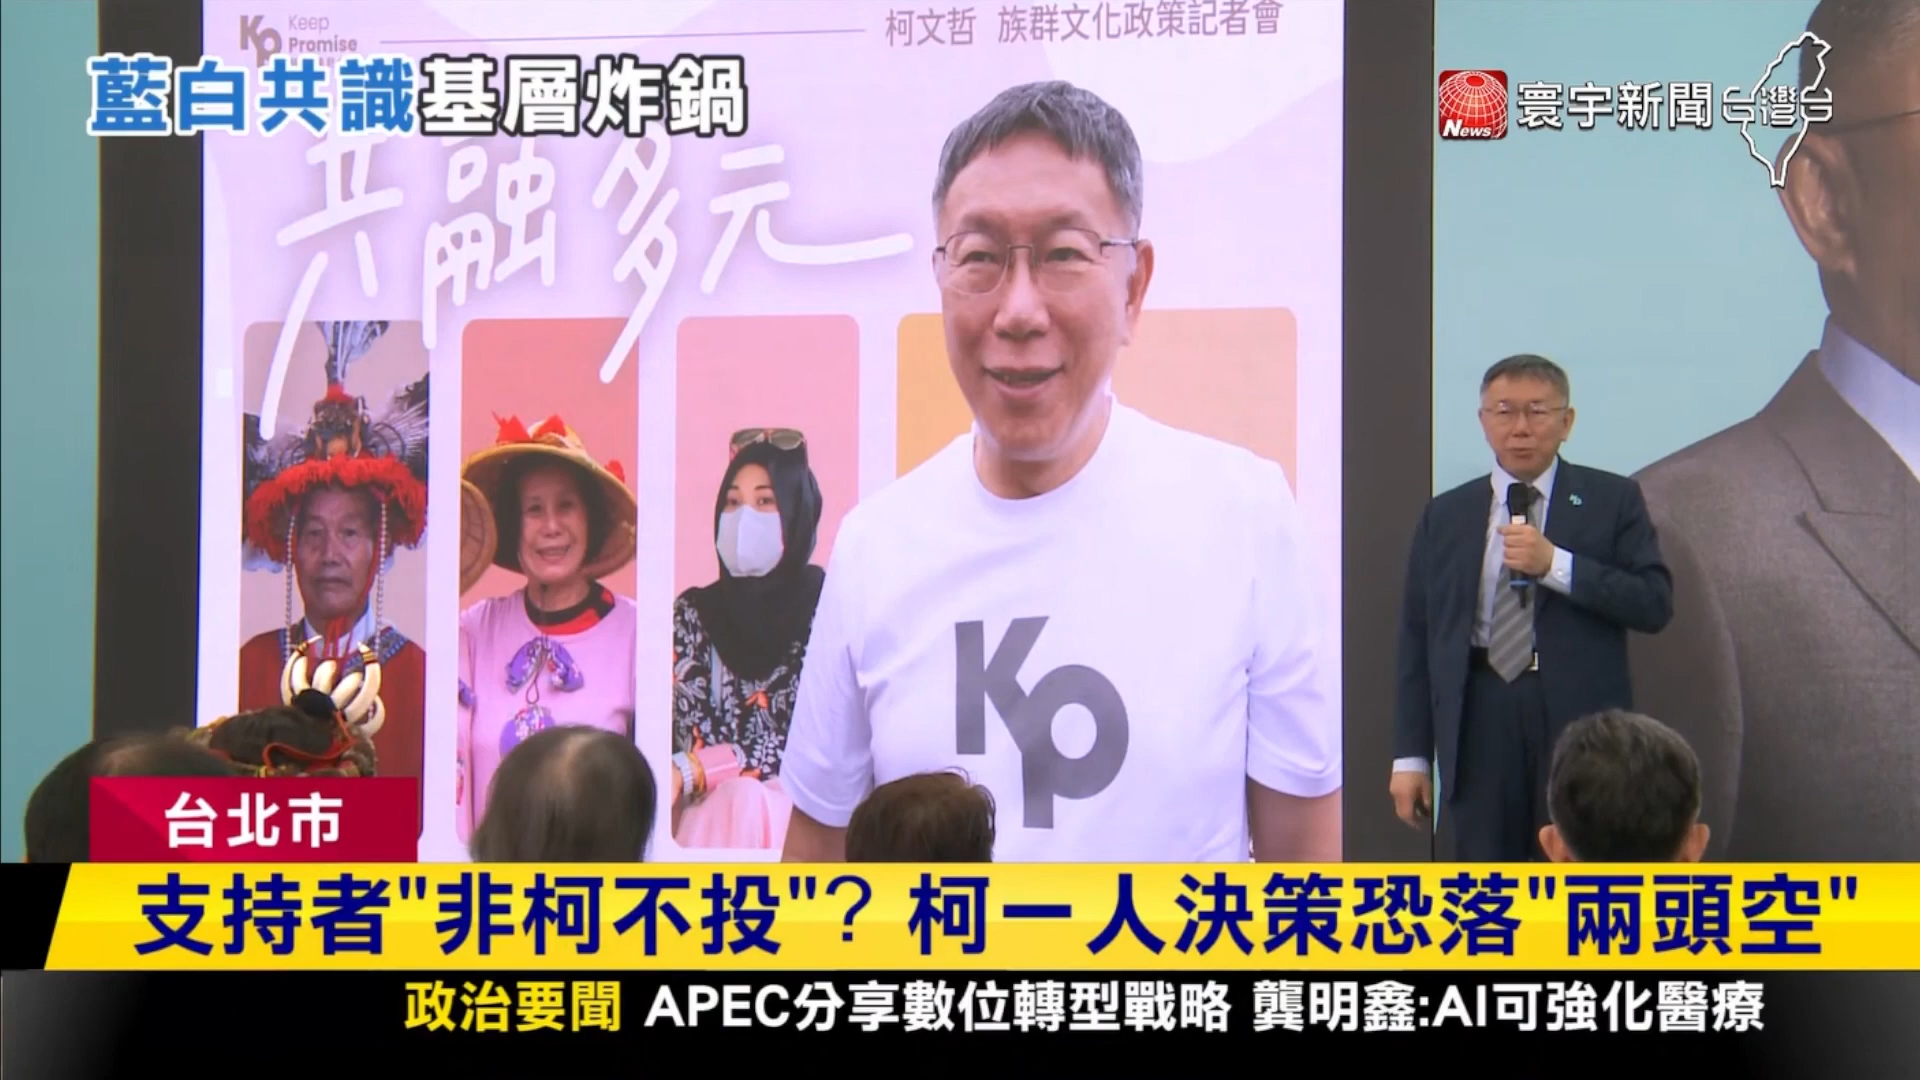 Keep
Promise
柯文哲 族群文化政策記者會
藍白共識基層炸鍋
News 寰宇新聞 台灣
共融多元
KP
台北市
支持者"非柯不投"? 柯一人決策恐落"兩頭空"
政治要聞 APEC分享數位轉型戰略 龔明鑫:AI可強化醫療